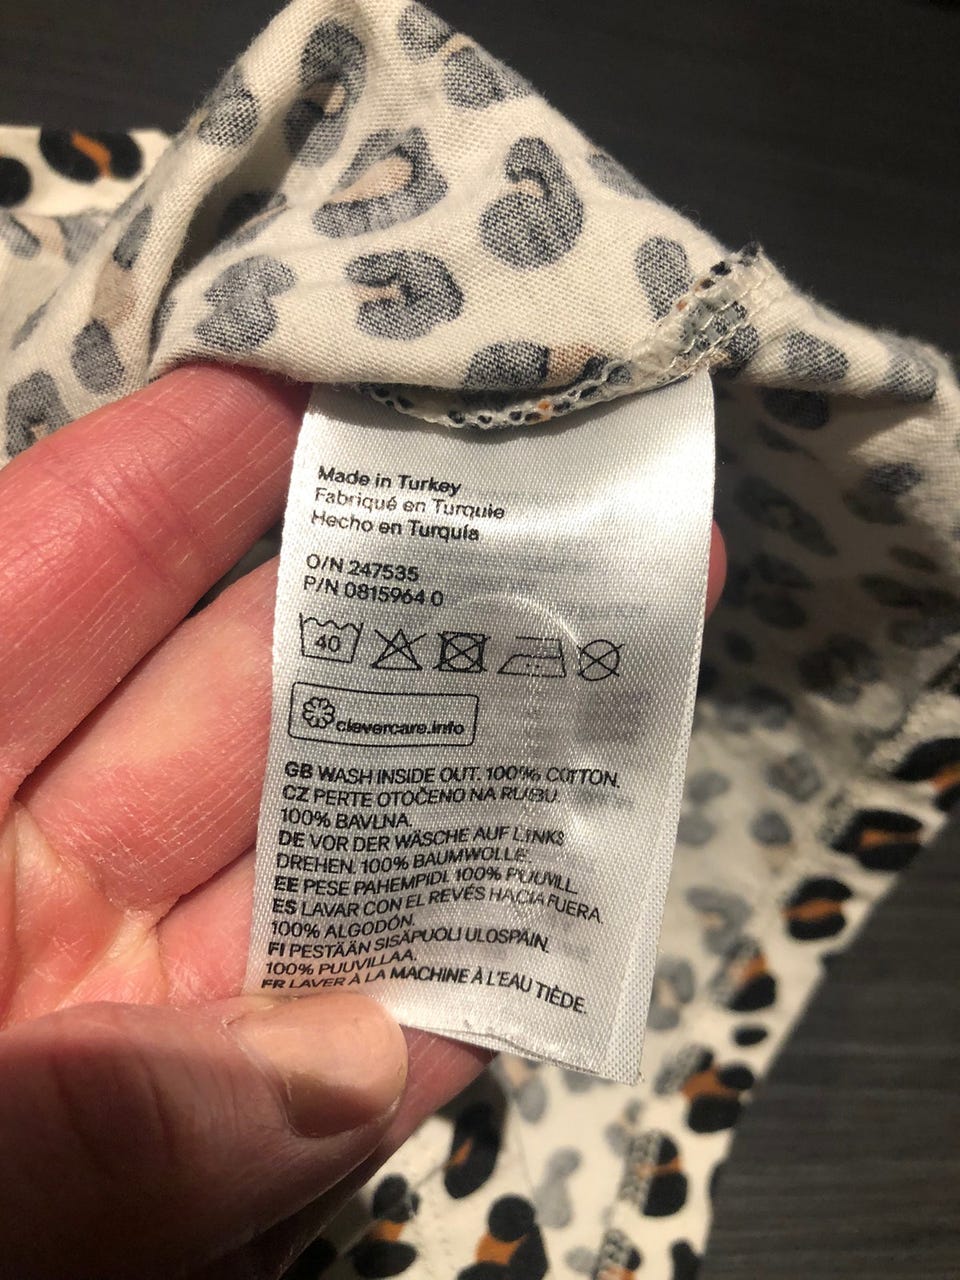 Made in Turkey
Fabriqué en Turquie
Hecho en Turquía
O/N 247535
P/N 0815964 0
40
clevercare.info
GB WASH INSIDE OUT. 100% COTTON.
CZ PERTE OTOČENO NA RUBU.
100% BAVLNA.
DE VOR DER WÄSCHE AUF LINKS
DREHEN. 100% BAUMWOLLE.
EE PESE PAHEMPIDI. 100% PUUVILL.
ES LAVAR CON EL REVÉS HACIA FUERA.
100% ALGODÓN.
FI PESTÄÄN SISÄPUOLI ULOSPÄIN.
100% PUUVILLAA.
FR LAVER À LA MACHINE À L'EAU TIÈDE.